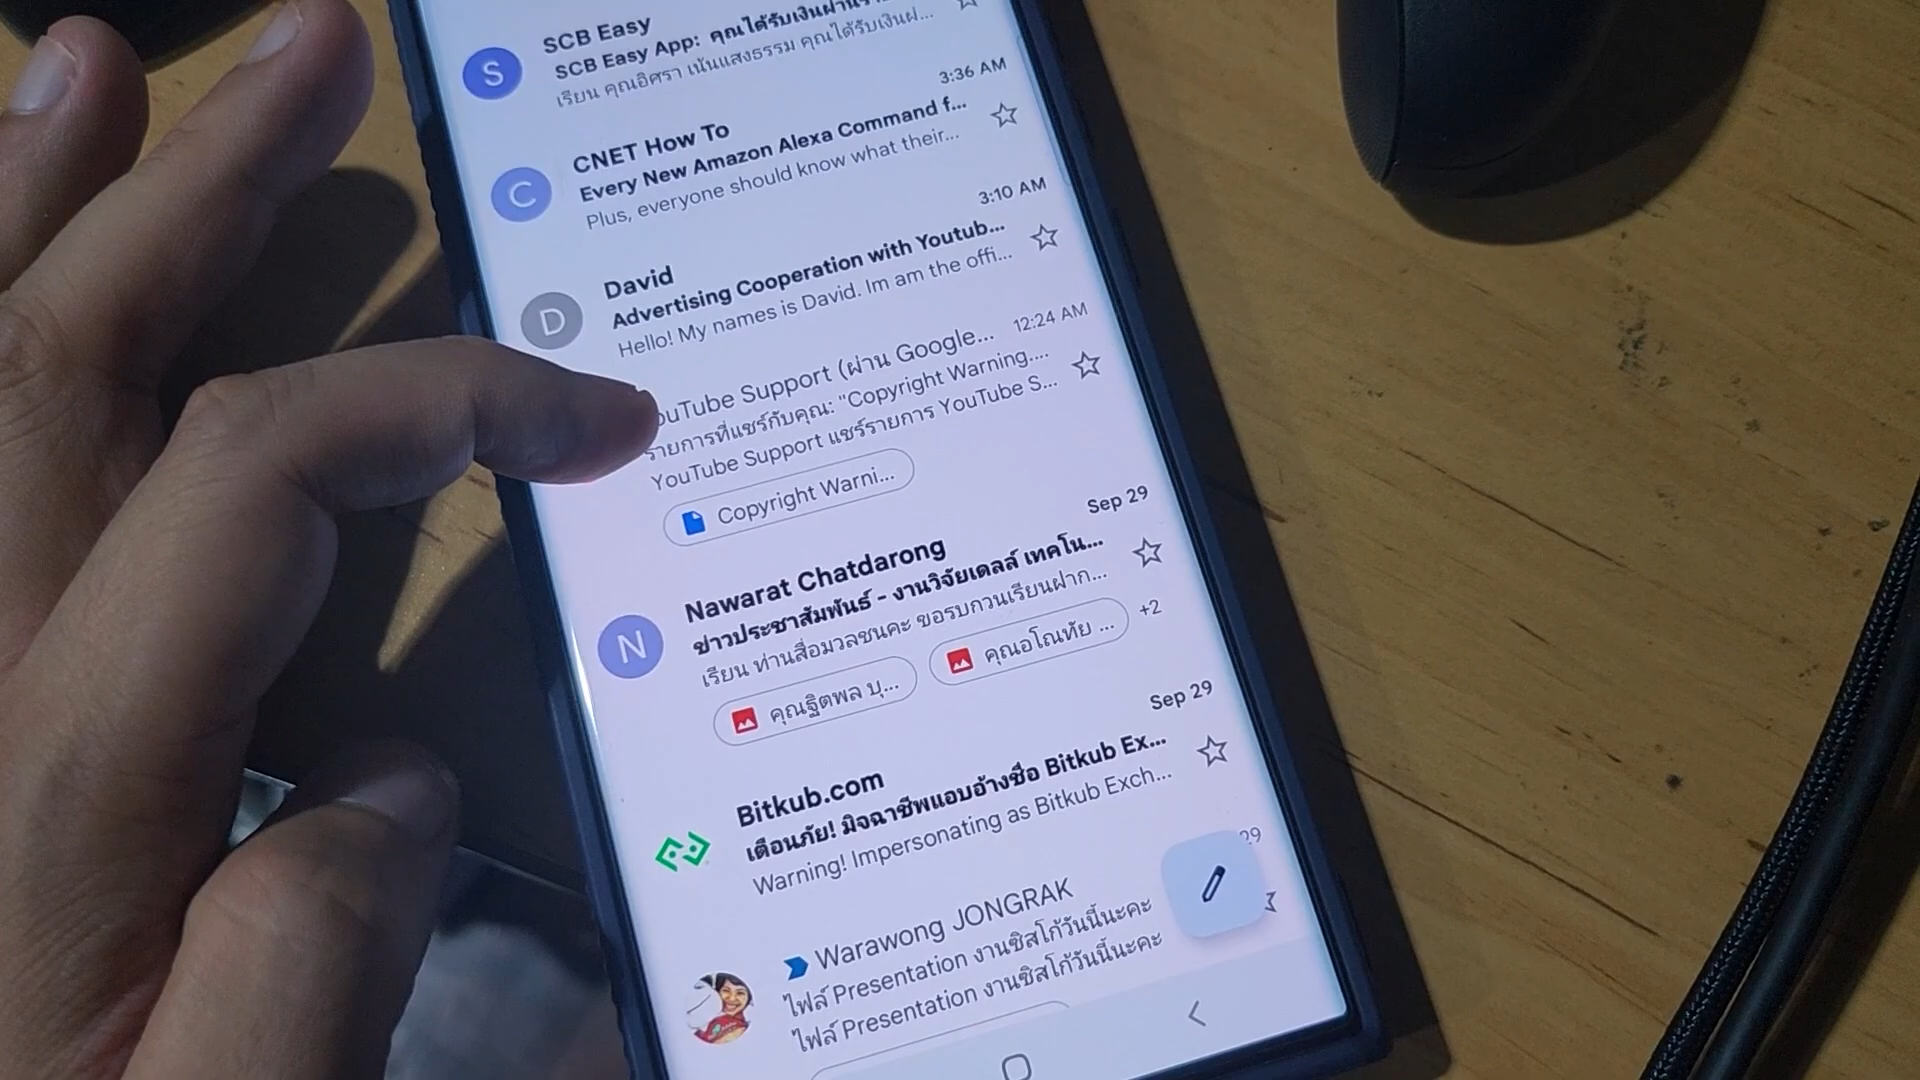 SCB Easy
S
SCB Easy App: คุณได้รับเงินผ่าน
เรียน คุณอิศรา เน้นแสงธรรม คุณได้รับเงินฝ...
3:36 AM
CNET How To
C
Every New Amazon Alexa Command f...
Plus, everyone should know what their...
3:10 AM
David
D
Advertising Cooperation with Youtub...
Hello! My names is David. Im am the offi...
12:24 AM
ouTube Support (ผ่าน Google...
รายการที่แชร์กับคุณ: "Copyright Warning....
YouTube Support แชร์รายการ YouTube S...
Copyright Warni...
Sep 29
Nawarat Chatdarong
N
ข่าวประชาสัมพันธ์ - งานวิจัยเดลล์ เทคโน...
เรียน ท่านสื่อมวลชนคะ ขอรบกวนเรียนฝาก...
คุณฐิตพล บุ...
คุณอโณทัย ...
+2
Sep 29
Bitkub.com
เตือนภัย! มิจฉาชีพแอบอ้างชื่อ Bitkub Ex...
Warning! Impersonating as Bitkub Exch...
29
Warawong JONGRAK
ไฟล์ Presentation งานซิสโก้วันนี้นะคะ
ไฟล์ Presentation งานซิสโก้วันนี้นะคะ